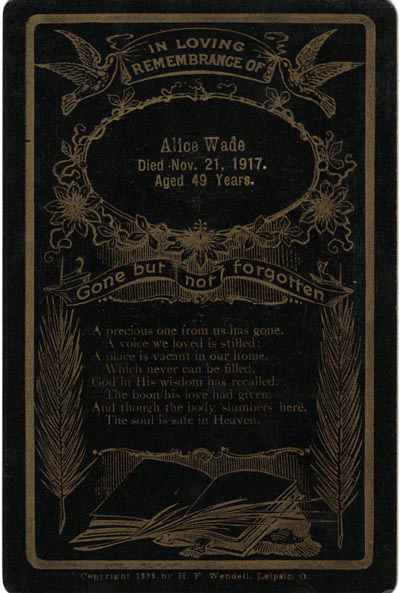 IN LOVING
REMEMBRANCE OF
Alice Wade
Died Nov. 21, 1917.
Aged 49 Years.
Gone but not forgotten
A precious one from us has gone.
A voice we loved is stilled;
A place is vacant in our home,
Which never can be filled.
God in His wisdom has recalled.
The boon his love had given.
And though the body slumbers here,
The soul is safe in Heaven.
Copyright 1898 by H. F. Wendell, Leipsic, O.